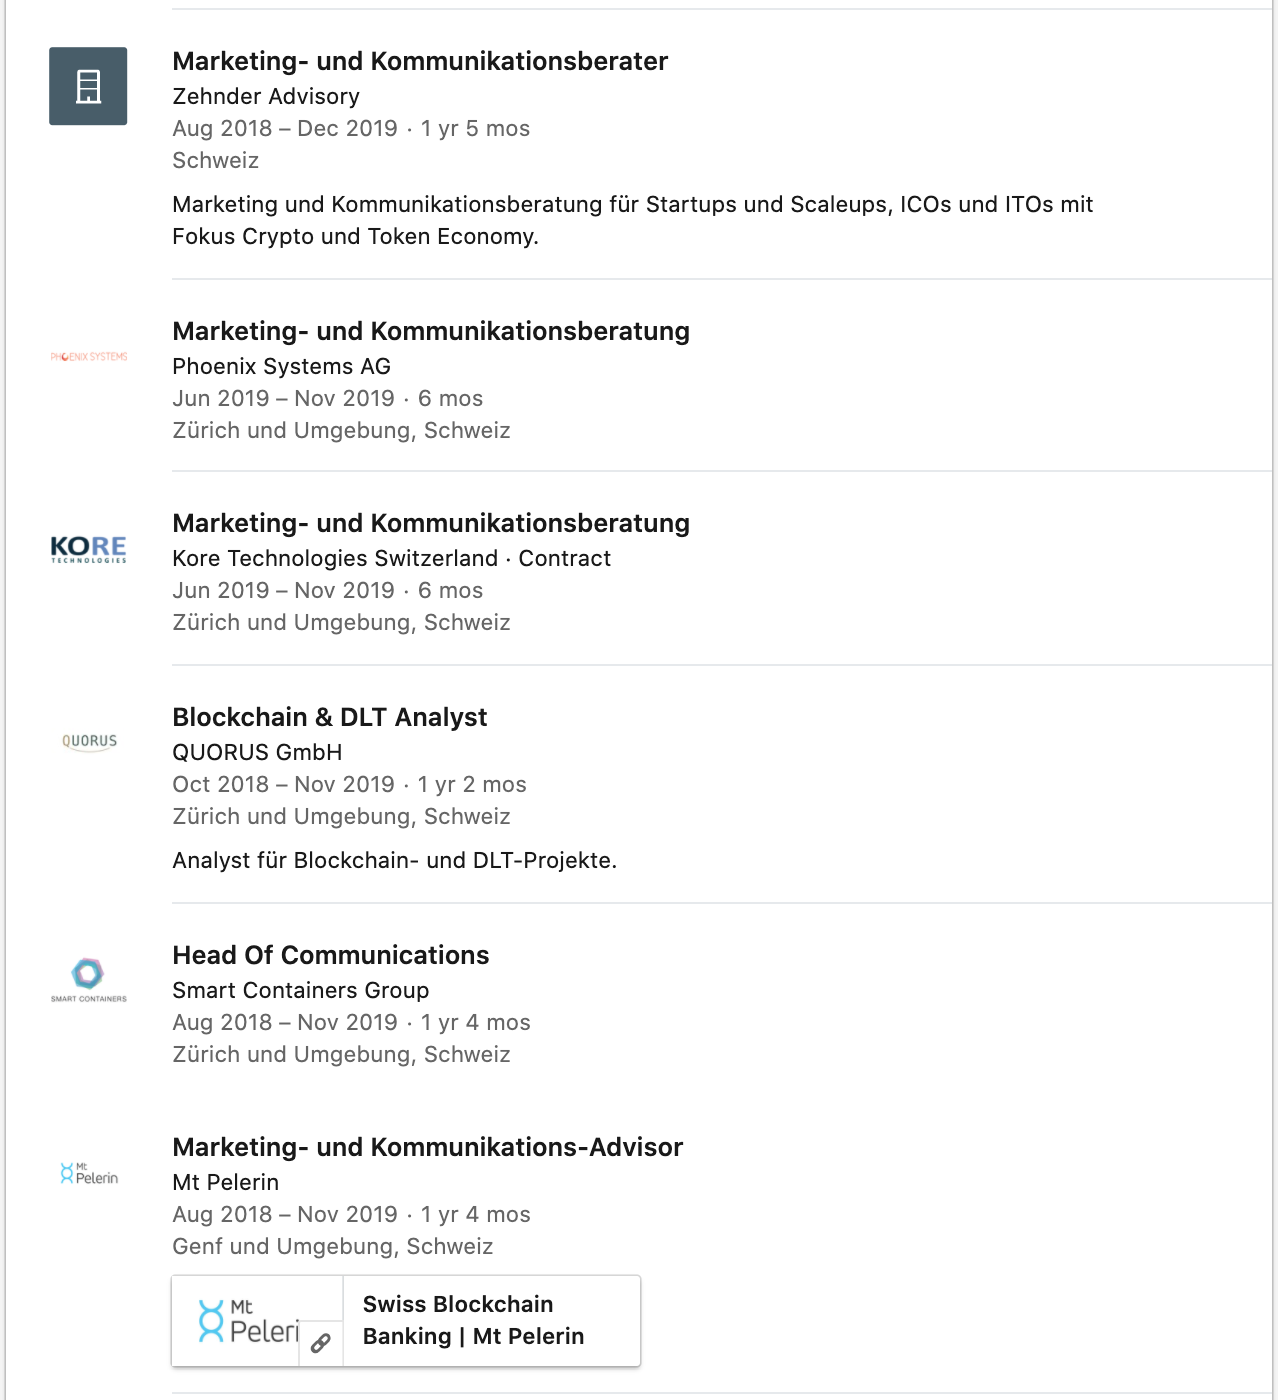 Marketing- und Kommunikationsberater
Zehnder Advisory
Aug 2018 – Dec 2019 · 1 yr 5 mos
Schweiz
Marketing und Kommunikationsberatung für Startups und Scaleups, ICOs und ITOs mit
Fokus Crypto und Token Economy.
PHOENIX SYSTEMS
Marketing- und Kommunikationsberatung
Phoenix Systems AG
Jun 2019 – Nov 2019 · 6 mos
Zürich und Umgebung, Schweiz
KORE
TECHNOLOGIES
Marketing- und Kommunikationsberatung
Kore Technologies Switzerland · Contract
Jun 2019 – Nov 2019 · 6 mos
Zürich und Umgebung, Schweiz
QUORUS
Blockchain & DLT Analyst
QUORUS GmbH
Oct 2018 – Nov 2019 · 1 yr 2 mos
Zürich und Umgebung, Schweiz
Analyst für Blockchain- und DLT-Projekte.
SMART CONTAINERS
Head Of Communications
Smart Containers Group
Aug 2018 – Nov 2019 · 1 yr 4 mos
Zürich und Umgebung, Schweiz
Mt
Pelerin
Marketing- und Kommunikations-Advisor
Mt Pelerin
Aug 2018 – Nov 2019 · 1 yr 4 mos
Genf und Umgebung, Schweiz
Mt
Peleri
Swiss Blockchain
Banking | Mt Pelerin